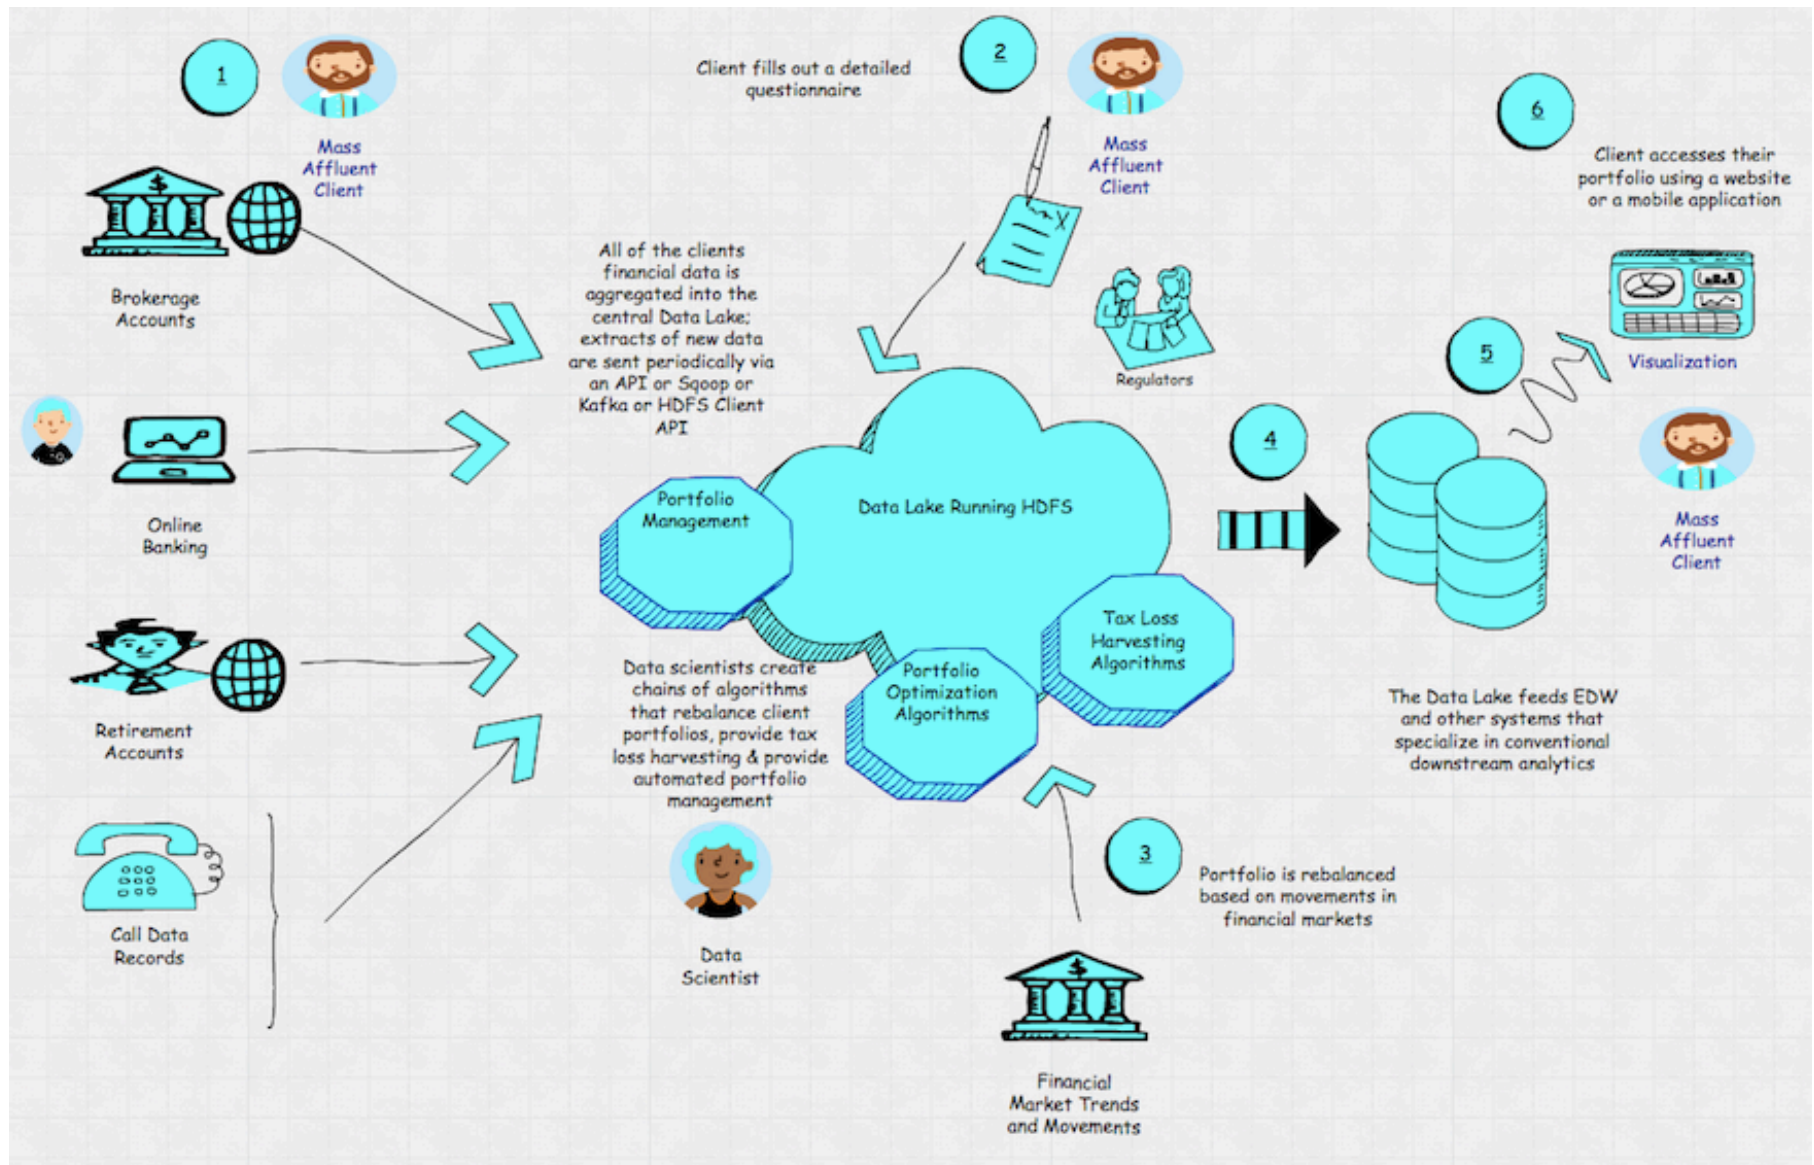 1
Mass
Affluent
Client
Brokerage
Accounts
Online
Banking
Retirement
Accounts
Call Data
Records
All of the clients
financial data is
aggregated into the
central Data Lake;
extracts of new data
are sent periodically via
an API or Sqoop or
Kafka or HDFS Client
API
Client fills out a detailed
questionnaire
2
Mass
Affluent
Client
Regulators
Portfolio
Management
Data Lake Running HDFS
Tax Loss
Harvesting
Algorithms
Portfolio
Optimization
Algorithms
Data scientists create
chains of algorithms
that rebalance client
portfolios, provide tax
loss harvesting & provide
automated portfolio
management
Data
Scientist
3
Portfolio is rebalanced
based on movements in
financial markets
Financial
Market Trends
and Movements
4
5
The Data Lake feeds EDW
and other systems that
specialize in conventional
downstream analytics
6
Client accesses their
portfolio using a website
or a mobile application
Visualization
Mass
Affluent
Client